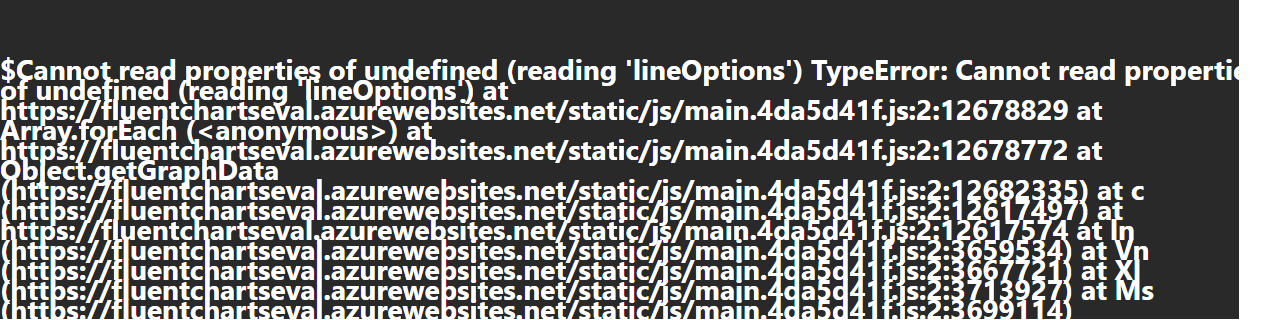 $Cannot read properties of undefined (reading 'lineOptions') TypeError: Cannot read propertie
of undefined (reading 'lineOptions') at
https://fluentchartseval.azurewebsites.net/static/js/main.4da5d41f.js:2:12678829 at
Array.forEach (<anonymous>) at
https://fluentchartseval.azurewebsites.net/static/js/main.4da5d41f.js:2:12678772 at
Object.getGraphData
(https://fluentchartseval.azurewebsites.net/static/js/main.4da5d41f.js:2:12682335) at c
(https://fluentchartseval.azurewebsites.net/static/js/main.4da5d41f.js:2:12617497) at
https://fluentchartseval.azurewebsites.net/static/js/main.4da5d41f.js:2:12617574 at ln
(https://fluentchartseval.azurewebsites.net/static/js/main.4da5d41f.js:2:3659534) at Vn
(https://fluentchartseval.azurewebsites.net/static/js/main.4da5d41f.js:2:3667721) at Xl
(https://fluentchartseval.azurewebsites.net/static/js/main.4da5d41f.js:2:3713927) at Ms
(https://fluentchartseval.azurewebsites.net/static/js/main.4da5d41f.js:2:3699114)